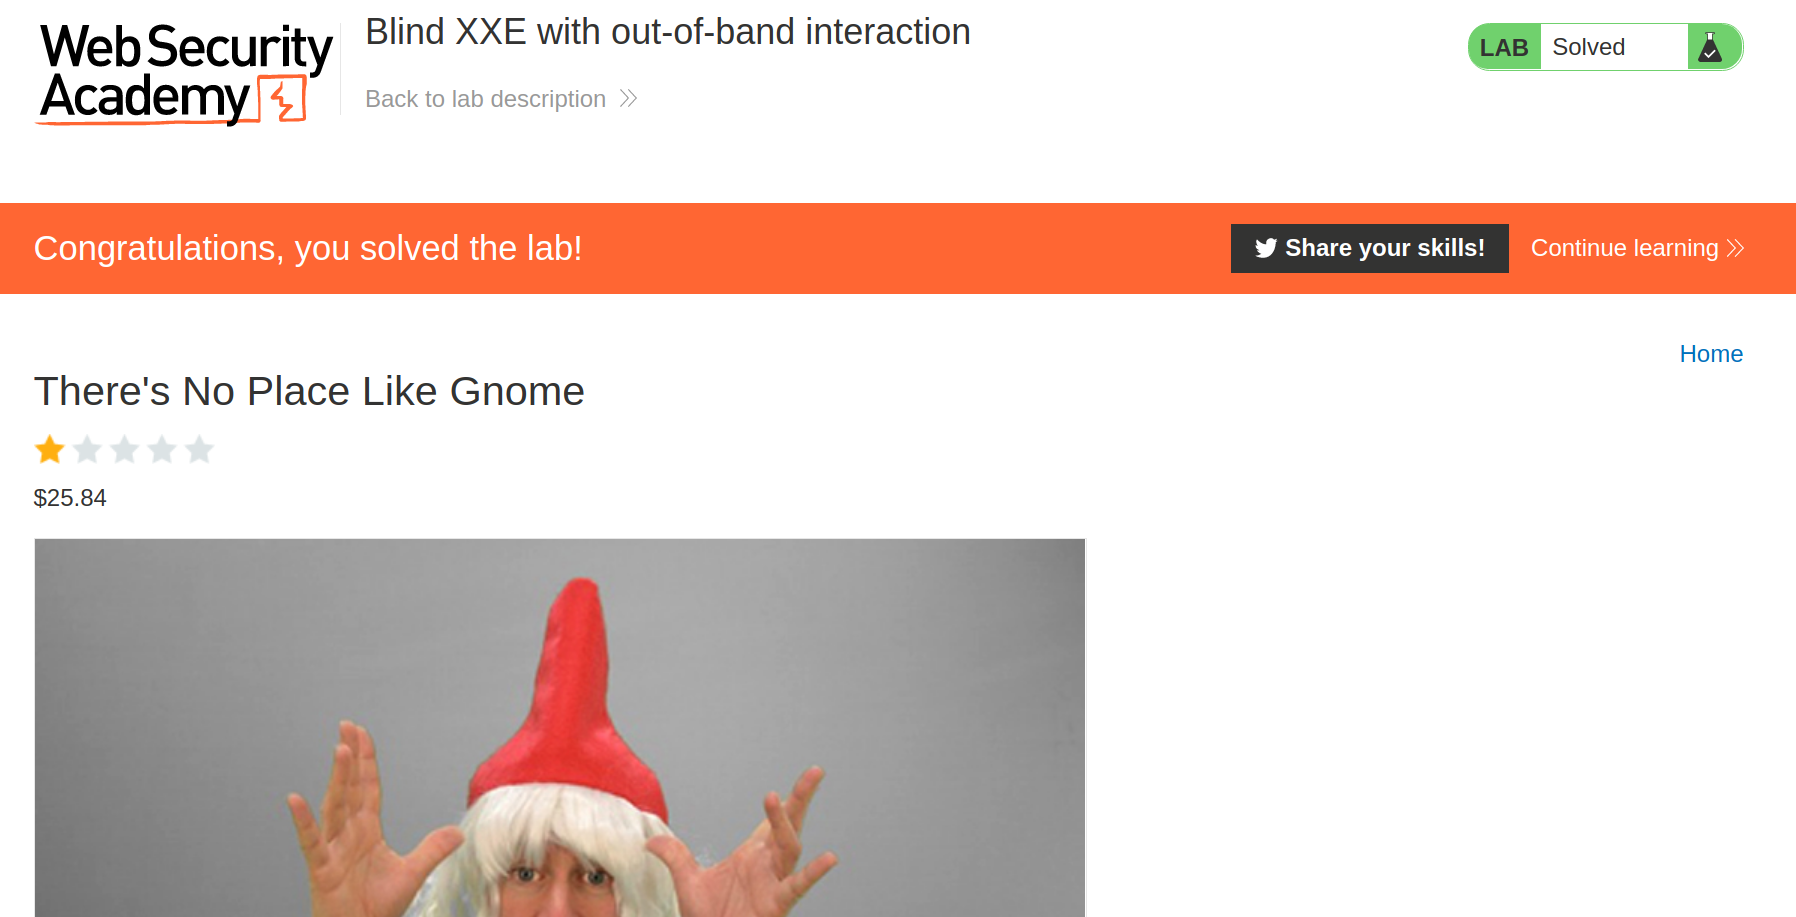 Web Security
Academy
Blind XXE with out-of-band interaction
Back to lab description
LAB Solved
Congratulations, you solved the lab!
Share your skills!
Continue learning
Home
There's No Place Like Gnome
$25.84